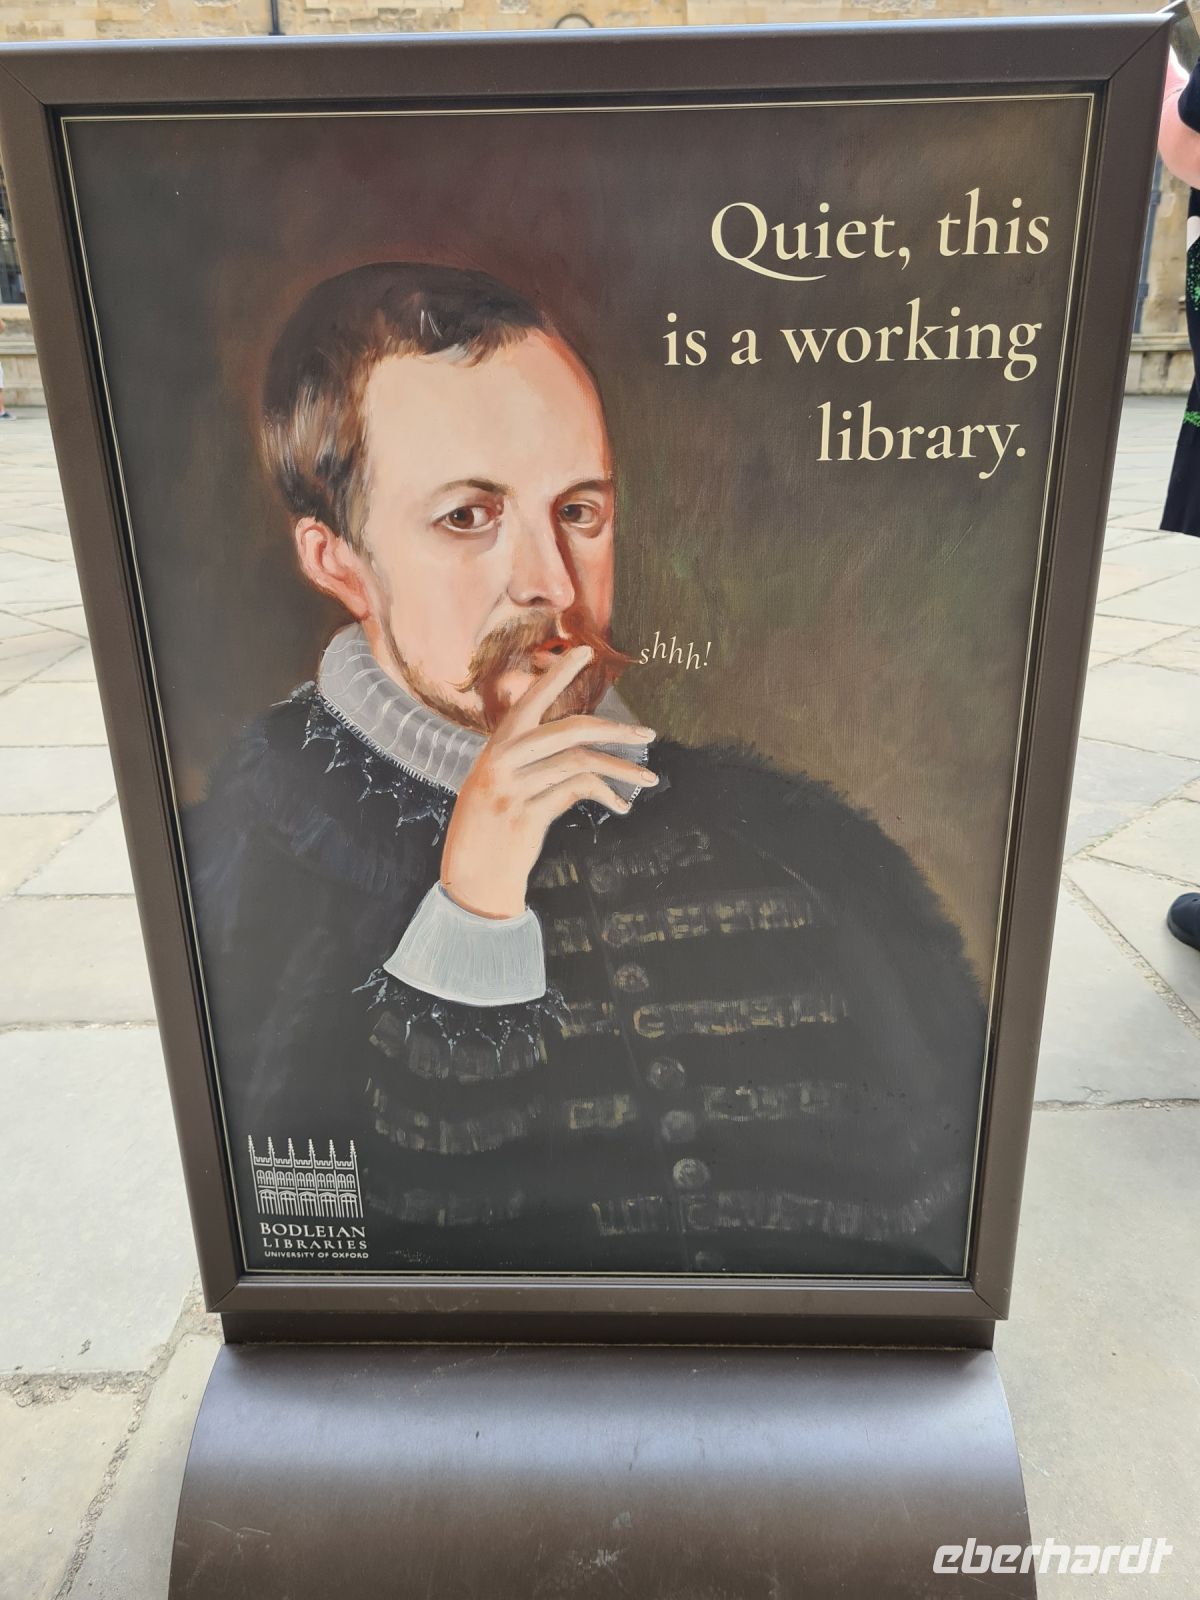 Quiet, this
is a working
library.
shhh!
BODLEIAN
LIBRARIES
UNIVERSITY OF OXFORD
eberhardt